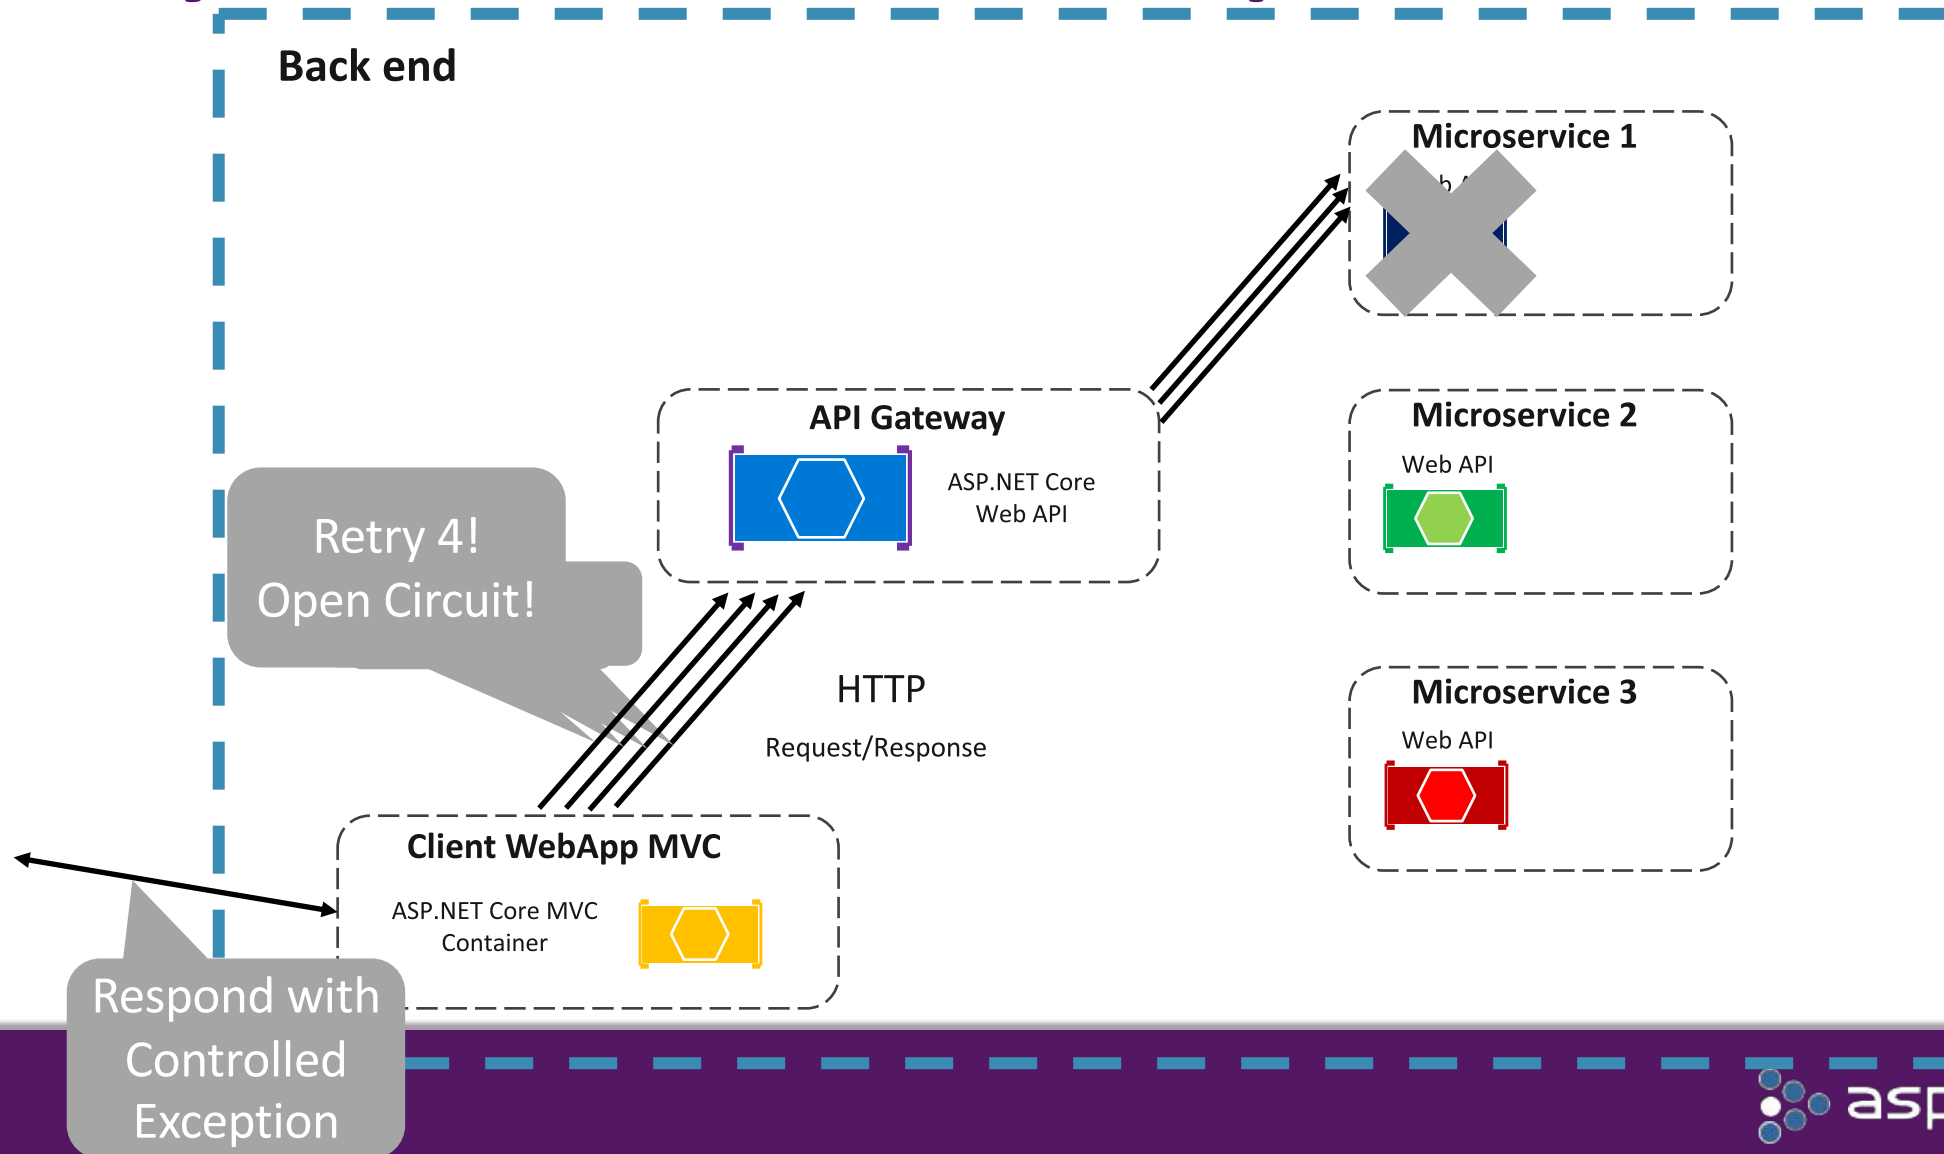 Back end
Microservice 1
API Gateway
ASP.NET Core
Web API
Microservice 2
Web API
Retry 4!
Open Circuit!
HTTP
Request/Response
Microservice 3
Web API
Client WebApp MVC
ASP.NET Core MVC
Container
Respond with
Controlled
Exception